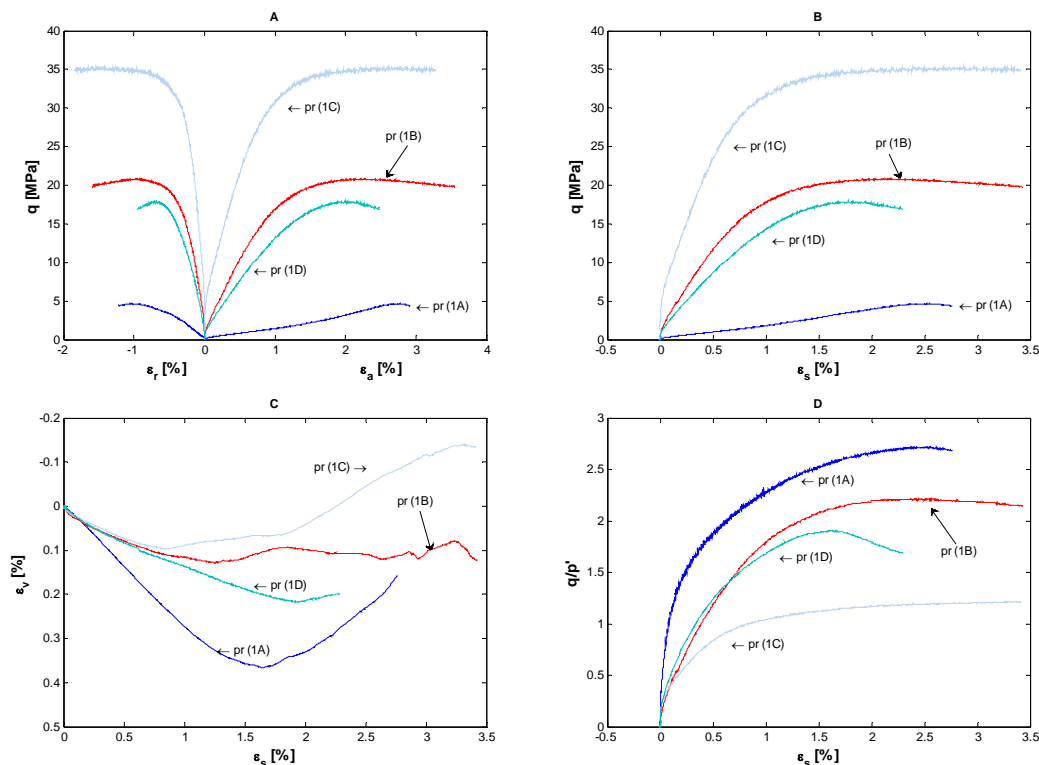 A
q [MPa]
40
35
30
25
20
15
10
5
0
← pr (1C)
pr (1B)
← pr (1D)
← pr (1A)
-2
-1
0
1
2
3
4
εr [%]
εa [%]
B
q [MPa]
40
35
30
25
20
15
10
5
0
← pr (1C)
pr (1B)
← pr (1D)
← pr (1A)
-0.5
0
0.5
1
1.5
2
2.5
3
3.5
εs [%]
C
εv [%]
-0.2
-0.1
0
0.1
0.2
0.3
0.4
0.5
pr (1C) →
pr (1B)
← pr (1D)
← pr (1A)
0
0.5
1
1.5
2
2.5
3
3.5
εs [%]
D
q/p'
3
2.5
2
1.5
1
0.5
0
← pr (1A)
pr (1B)
← pr (1D)
← pr (1C)
-0.5
0
0.5
1
1.5
2
2.5
3
3.5
εs [%]